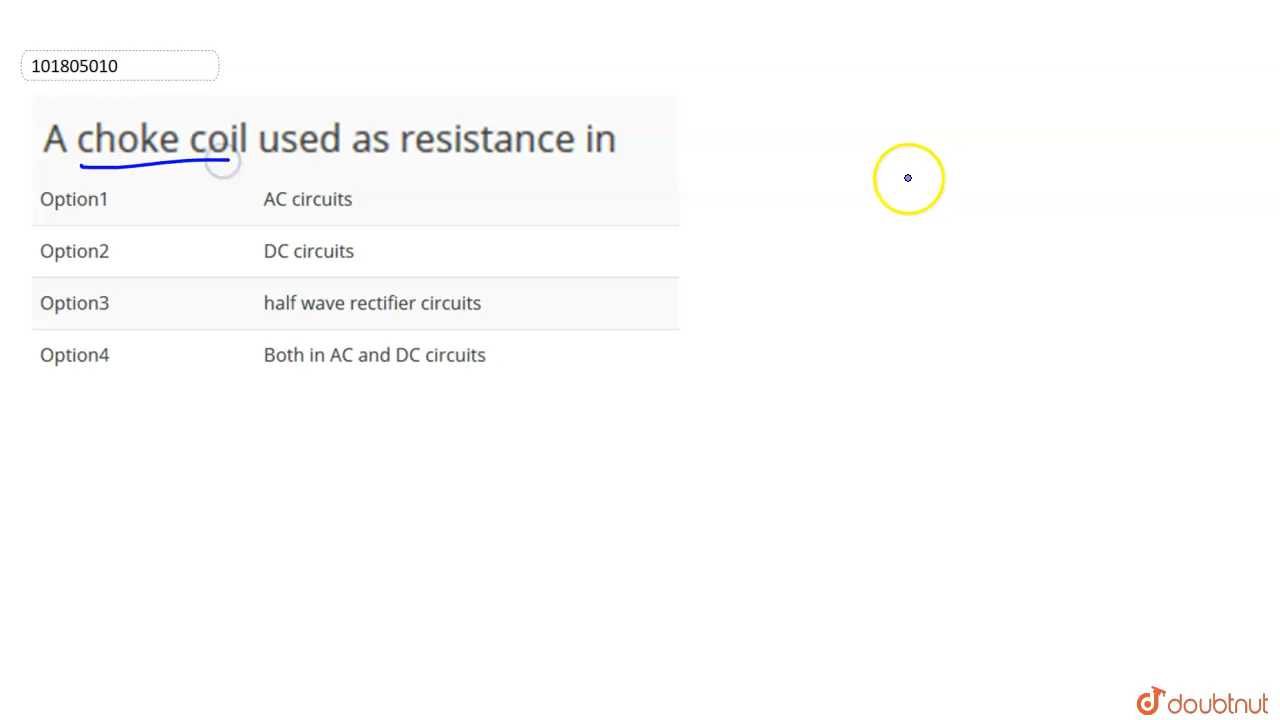 101805010
A choke coil used as resistance in
Option1 AC circuits
Option2 DC circuits
Option3 half wave rectifier circuits
Option4 Both in AC and DC circuits
doubtnut